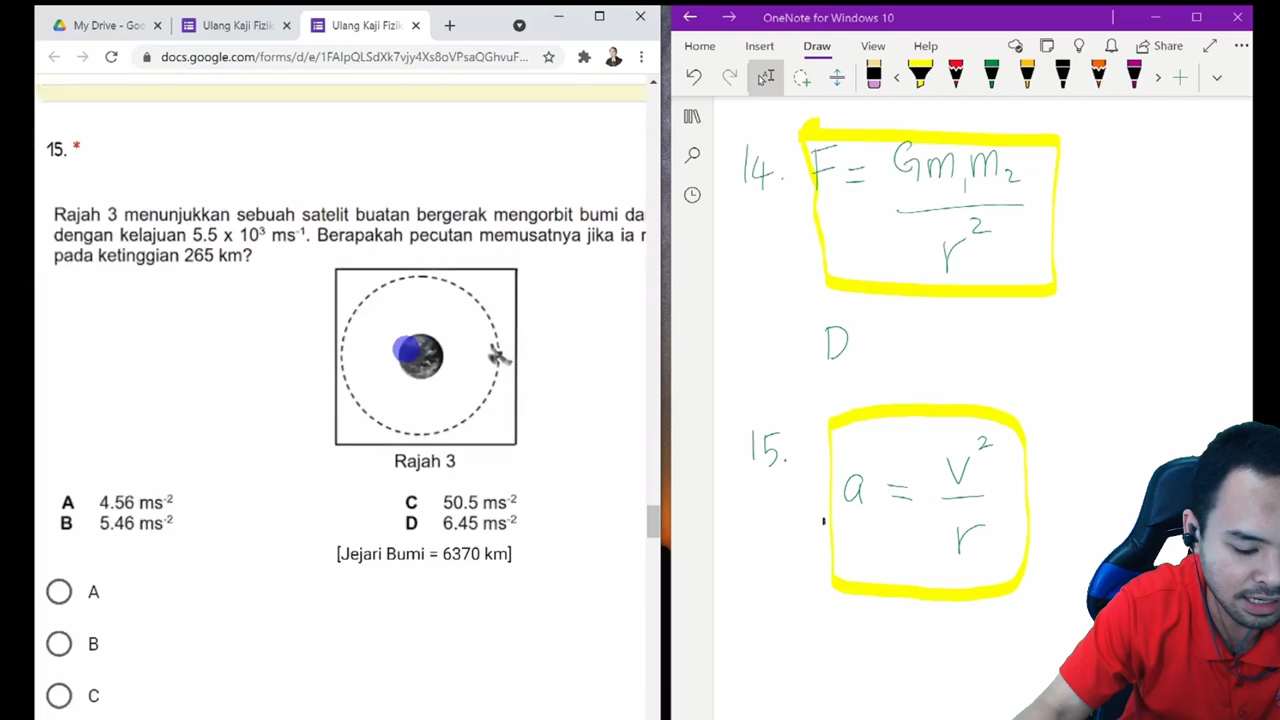 My Drive - Goo
Ulang Kaji Fizik
Ulang Kaji Fizik
docs.google.com/forms/d/e/1FAIpQLSdXk7vjy4Xs8oVPsaQGhvuF...
15. *
Rajah 3 menunjukkan sebuah satelit buatan bergerak mengorbit bumi da
dengan kelajuan 5.5 x 10³ ms⁻¹. Berapakah pecutan memusatnya jika ia
pada ketinggian 265 km?
Rajah 3
A 4.56 ms⁻² C 50.5 ms⁻²
B 5.46 ms⁻² D 6.45 ms⁻²
[Jejari Bumi = 6370 km]
A
B
C
OneNote for Windows 10
Home Insert Draw View Help Share
14. F = Gm₁m₂ / r²
D
15. a = v² / r